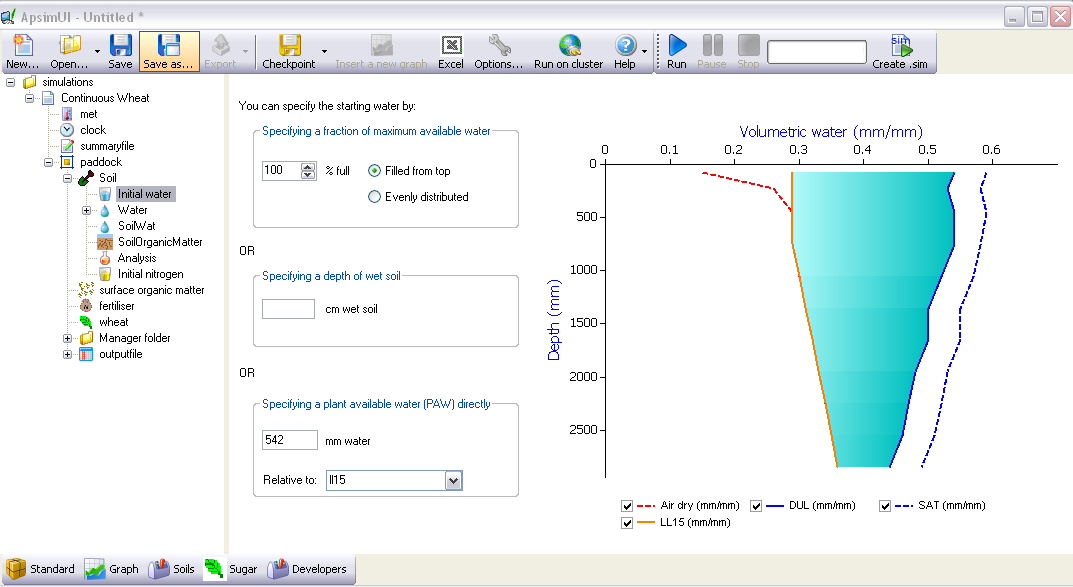 ApsimUI - Untitled *
New... Open... Save Save as... Export Checkpoint Insert a new graph Excel Options... Run on cluster Help Run Pause Stop Create .sim
simulations
Continuous Wheat
met
clock
summaryfile
paddock
Soil
Initial water
Water
SoilWat
SoilOrganicMatter
Analysis
Initial nitrogen
surface organic matter
fertiliser
wheat
Manager folder
outputfile
You can specify the starting water by:
Specifying a fraction of maximum available water
100 % full Filled from top
Evenly distributed
OR
Specifying a depth of wet soil
cm wet soil
OR
Specifying a plant available water (PAW) directly
542 mm water
Relative to: ll15
Volumetric water (mm/mm)
0 0.1 0.2 0.3 0.4 0.5 0.6
Depth (mm)
0
500
1000
1500
2000
2500
Air dry (mm/mm) DUL (mm/mm) SAT (mm/mm)
LL15 (mm/mm)
Standard Graph Soils Sugar Developers